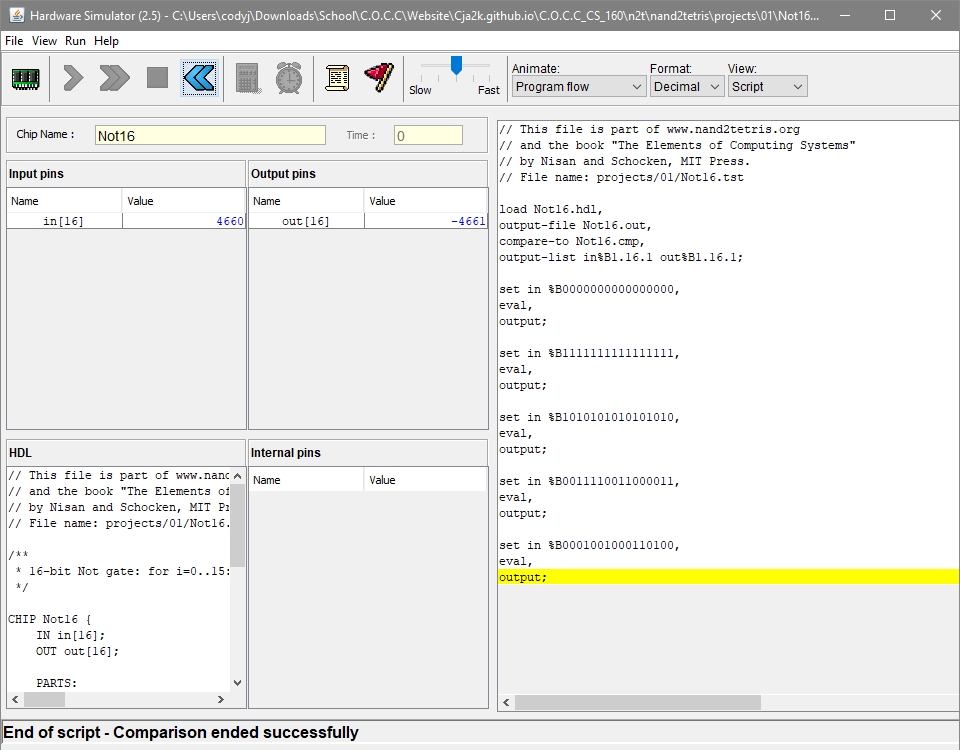 Hardware Simulator (2.5) - C:\Users\codyj\Downloads\School\C.O.C.C\Website\Cja2k.github.io\C.O.C.C_CS_160\n2t\nand2tetris\projects\01\Not16...
File View Run Help
Slow Fast
Animate: Format: View:
Program flow Decimal Script
Chip Name : Not16 Time : 0
Input pins
Name Value
in[16] 4660
Output pins
Name Value
out[16] -4661
HDL
// This file is part of www.nand
// and the book "The Elements of
// by Nisan and Schocken, MIT Pr
// File name: projects/01/Not16.
/**
* 16-bit Not gate: for i=0..15:
*/
CHIP Not16 {
IN in[16];
OUT out[16];
PARTS:
Internal pins
Name Value
// This file is part of www.nand2tetris.org
// and the book "The Elements of Computing Systems"
// by Nisan and Schocken, MIT Press.
// File name: projects/01/Not16.tst
load Not16.hdl,
output-file Not16.out,
compare-to Not16.cmp,
output-list in%B1.16.1 out%B1.16.1;
set in %B0000000000000000,
eval,
output;
set in %B1111111111111111,
eval,
output;
set in %B1010101010101010,
eval,
output;
set in %B0011110011000011,
eval,
output;
set in %B0001001000110100,
eval,
output;
End of script - Comparison ended successfully